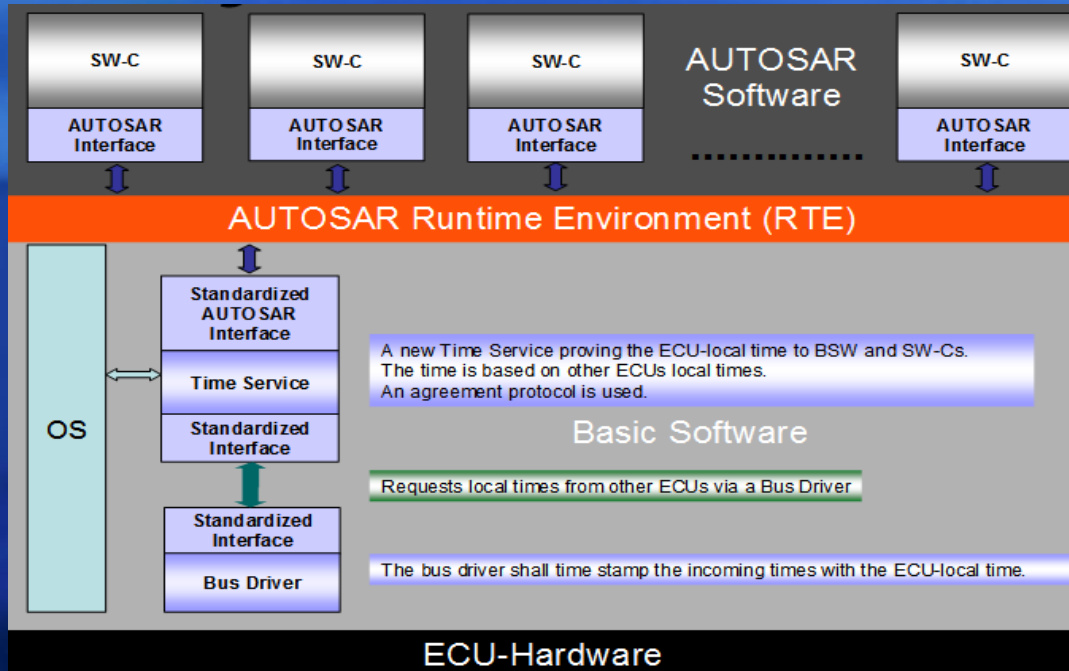 SW-C
SW-C
SW-C
AUTOSAR
Software
SW-C
AUTOSAR
Interface
AUTOSAR
Interface
AUTOSAR
Interface
..............
AUTOSAR
Interface
AUTOSAR Runtime Environment (RTE)
OS
Standardized
AUTOSAR
Interface
Time Service
Standardized
Interface
A new Time Service proving the ECU-local time to BSW and SW-Cs.
The time is based on other ECUs local times.
An agreement protocol is used.
Basic Software
Requests local times from other ECUs via a Bus Driver
Standardized
Interface
Bus Driver
The bus driver shall time stamp the incoming times with the ECU-local time.
ECU-Hardware